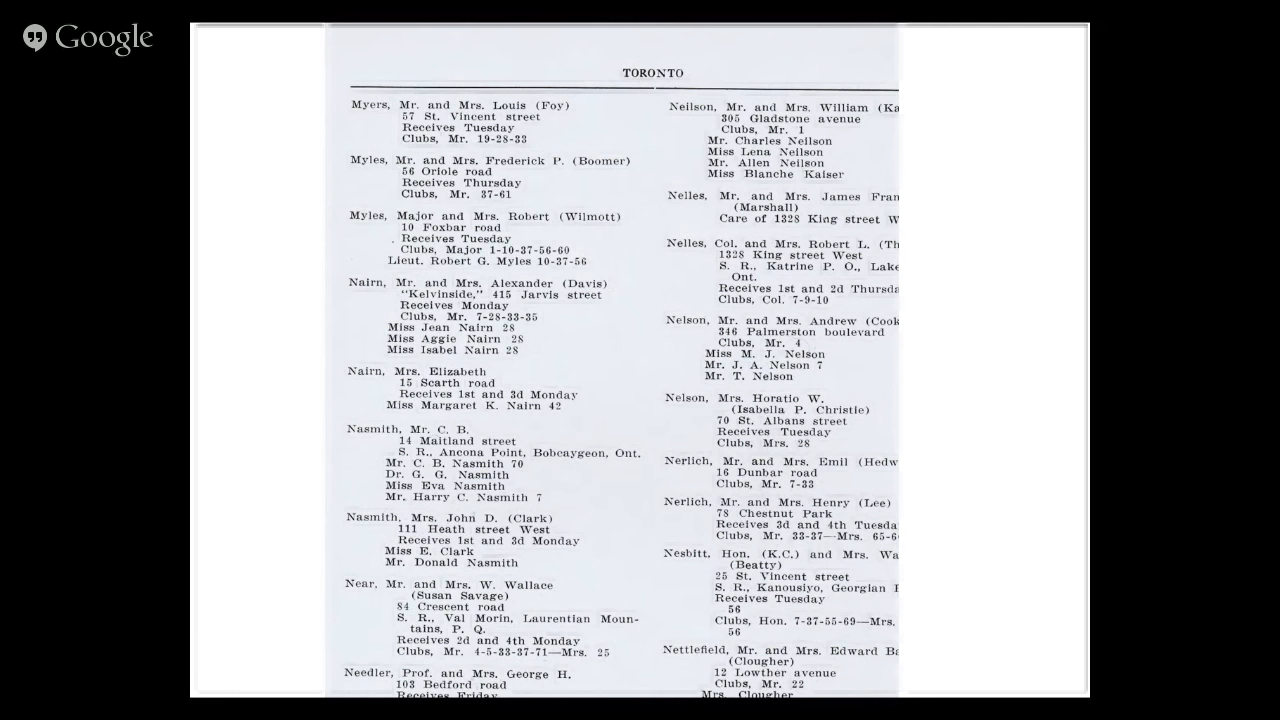 Google
TORONTO
Myers, Mr. and Mrs. Louis (Foy)
57 St. Vincent street
Receives Tuesday
Clubs, Mr. 19-28-33
Myles, Mr. and Mrs. Frederick P. (Boomer)
56 Oriole road
Receives Thursday
Clubs, Mr. 37-61
Myles, Major and Mrs. Robert (Wilmott)
10 Foxbar road
Receives Tuesday
Clubs, Major 1-10-37-56-60
Lieut. Robert G. Myles 10-37-56
Nairn, Mr. and Mrs. Alexander (Davis)
"Kelvinside," 415 Jarvis street
Receives Monday
Clubs, Mr. 7-28-33-35
Miss Jean Nairn 28
Miss Aggie Nairn 28
Miss Isabel Nairn 28
Nairn, Mrs. Elizabeth
15 Scarth road
Receives 1st and 3d Monday
Miss Margaret K. Nairn 42
Nasmith, Mr. C. B.
14 Maitland street
S. R., Ancona Point, Bobcaygeon, Ont.
Mr. C. B. Nasmith 70
Dr. G. G. Nasmith
Miss Eva Nasmith
Mr. Harry C. Nasmith 7
Nasmith, Mrs. John D. (Clark)
111 Heath street West
Receives 1st and 3d Monday
Miss E. Clark
Mr. Donald Nasmith
Near, Mr. and Mrs. W. Wallace
(Susan Savage)
84 Crescent road
S. R., Val Morin, Laurentian Moun-
tains, P. Q.
Receives 2d and 4th Monday
Clubs, Mr. 4-5-33-37-71—Mrs. 25
Needler, Prof. and Mrs. George H.
103 Bedford road
Receives Friday
Neilson, Mr. and Mrs. William (Ka
305 Gladstone avenue
Clubs, Mr. 1
Mr. Charles Neilson
Miss Lena Neilson
Mr. Allen Neilson
Miss Blanche Kaiser
Nelles, Mr. and Mrs. James Fran
(Marshall)
Care of 1328 King street W
Nelles, Col. and Mrs. Robert L. (Th
1328 King street West
S. R., Katrine P. O., Lake
Ont.
Receives 1st and 2d Thursda
Clubs, Col. 7-9-10
Nelson, Mr. and Mrs. Andrew (Cook
346 Palmerston boulevard
Clubs, Mr. 4
Miss M. J. Nelson
Mr. J. A. Nelson 7
Mr. T. Nelson
Nelson, Mrs. Horatio W.
(Isabella P. Christie)
70 St. Albans street
Receives Tuesday
Clubs, Mrs. 28
Nerlich, Mr. and Mrs. Emil (Hedw
16 Dunbar road
Clubs, Mr. 7-33
Nerlich, Mr. and Mrs. Henry (Lee)
78 Chestnut Park
Receives 3d and 4th Tuesda
Clubs, Mr. 33-37—Mrs. 65-6
Nesbitt, Hon. (K.C.) and Mrs. Wa
(Beatty)
25 St. Vincent street
S. R., Kanousiyo, Georgian
Receives Tuesday
56
Clubs, Hon. 7-37-55-69—Mrs.
56
Nettlefield, Mr. and Mrs. Edward Ba
(Clougher)
12 Lowther avenue
Clubs, Mr. 22
Mrs. Clougher